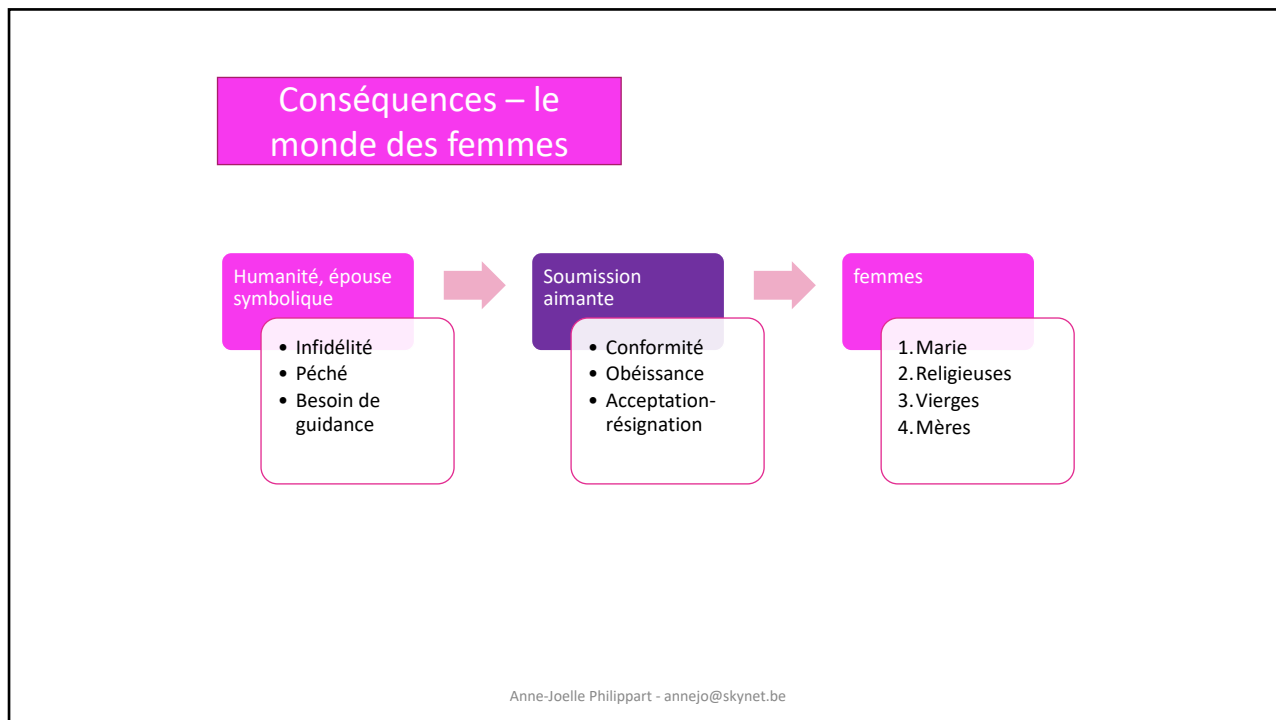 Conséquences – le
monde des femmes
Humanité, épouse
symbolique
• Infidélité
• Péché
• Besoin de
guidance
Soumission
aimante
• Conformité
• Obéissance
• Acceptation-
résignation
femmes
1. Marie
2. Religieuses
3. Vierges
4. Mères
Anne-Joelle Philippart - annejo@skynet.be